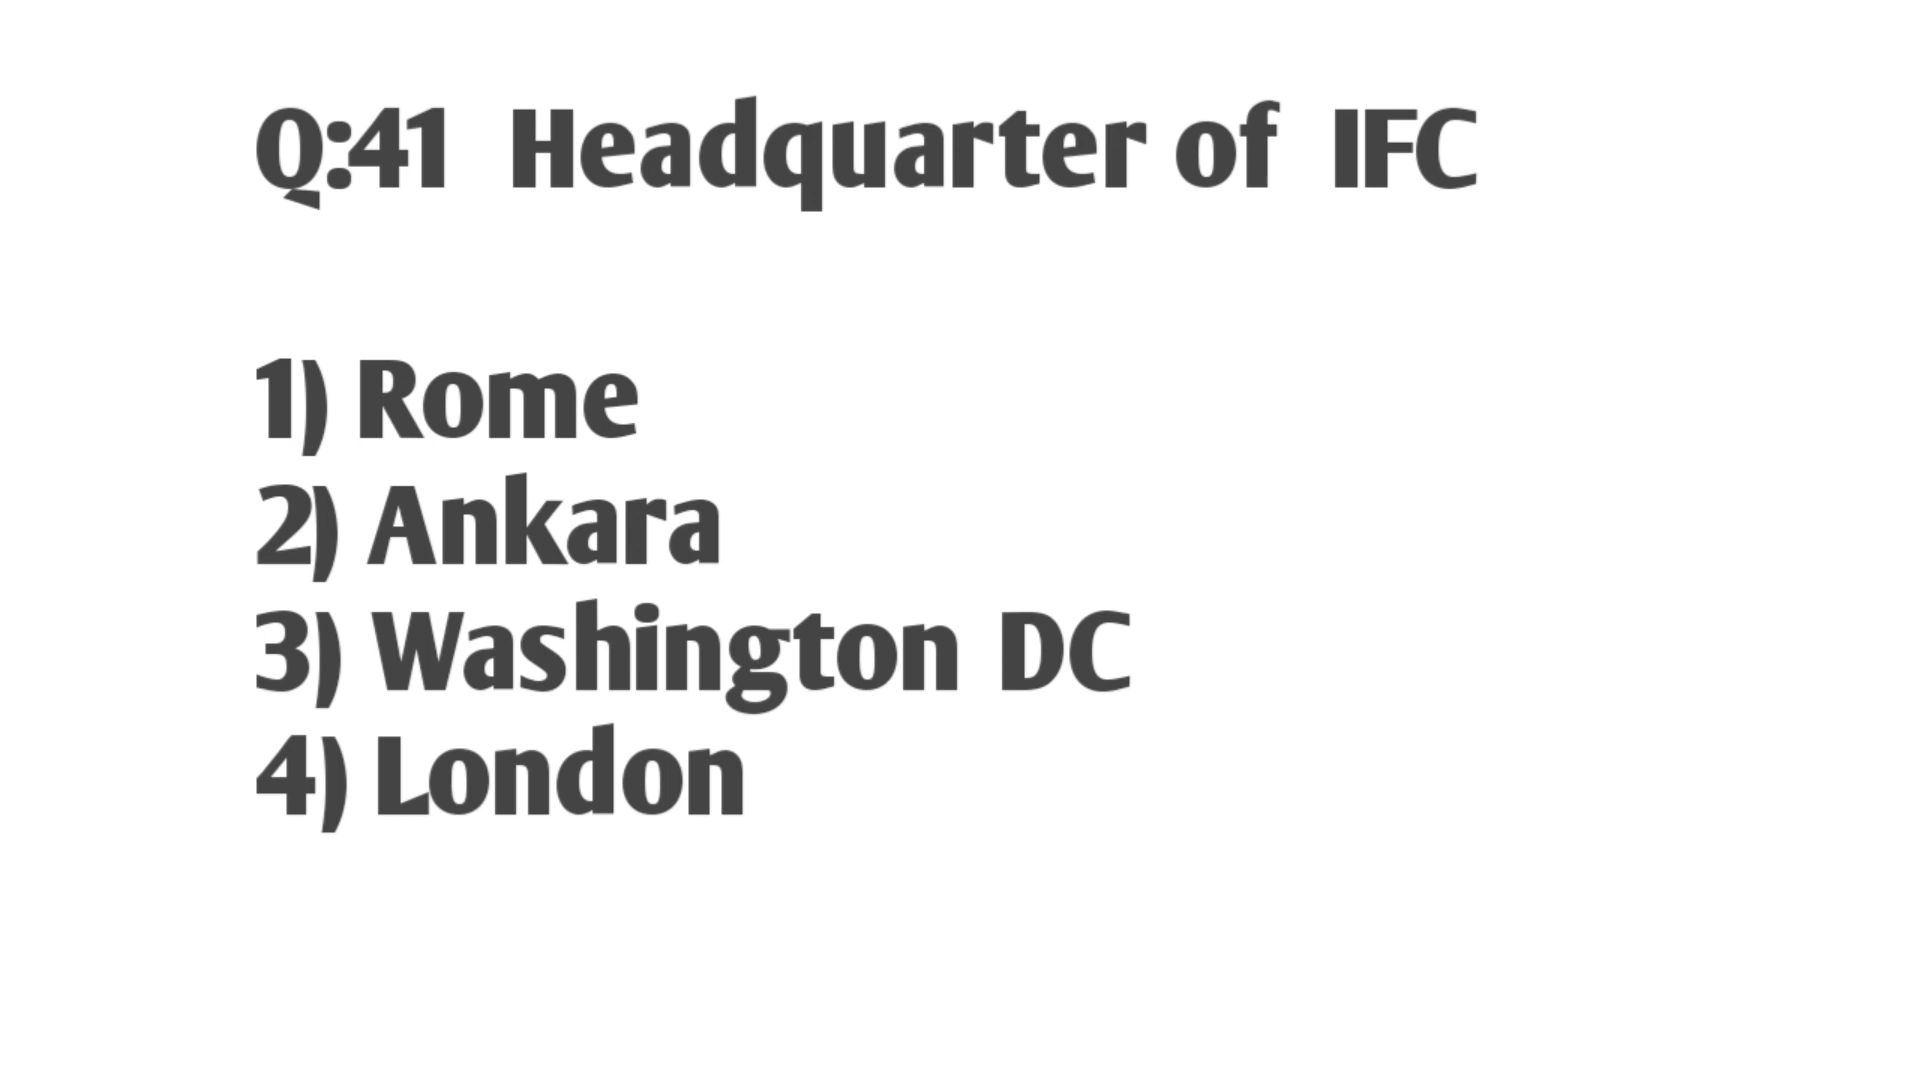 Q:41 Headquarter of IFC
1) Rome
2) Ankara
3) Washington DC
4) London